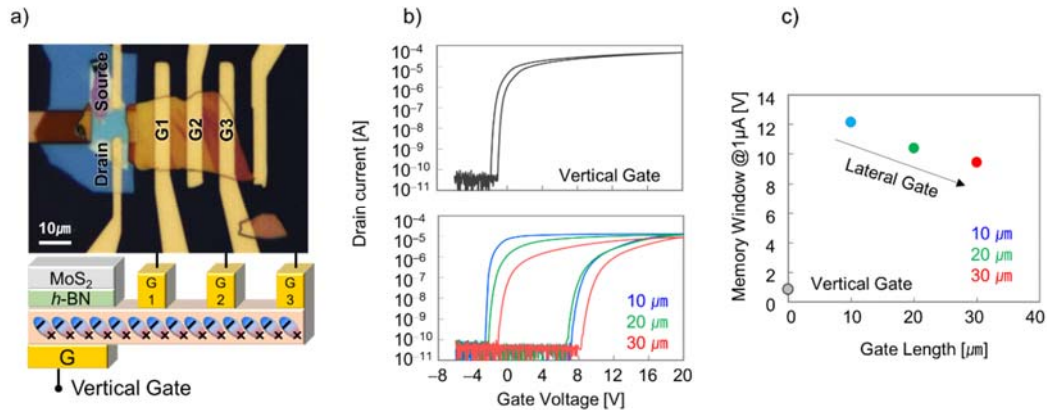 a)
Source
Drain
G1
G2
G3
10㎛
MoS₂
h-BN
G
1
G
2
G
3
G
Vertical Gate
b)
Drain current [A]
10⁻⁴
10⁻⁵
10⁻⁶
10⁻⁷
10⁻⁸
10⁻⁹
10⁻¹⁰
10⁻¹¹
Vertical Gate
10⁻⁴
10⁻⁵
10⁻⁶
10⁻⁷
10⁻⁸
10⁻⁹
10⁻¹⁰
10⁻¹¹
10 ㎛
20 ㎛
30 ㎛
−8 −4 0 4 8 12 16 20
Gate Voltage [V]
c)
Memory Window @1μA [V]
14
12
10
8
6
4
2
0
Lateral Gate
10 ㎛
20 ㎛
30 ㎛
Vertical Gate
0 10 20 30 40
Gate Length [㎛]